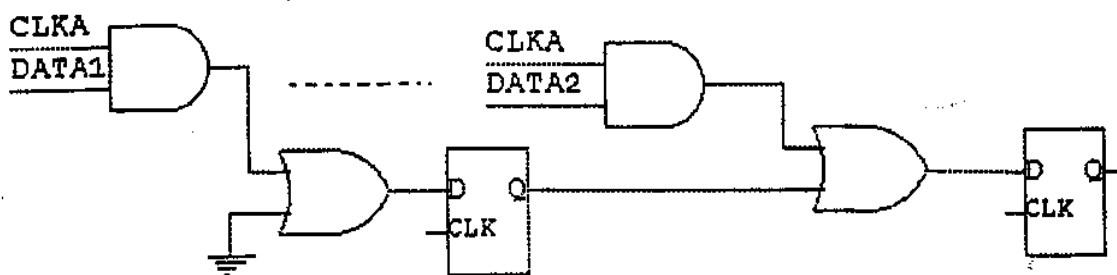 CLKA
DATA1
CLKA
DATA2
D Q
CLK
D Q
CLK